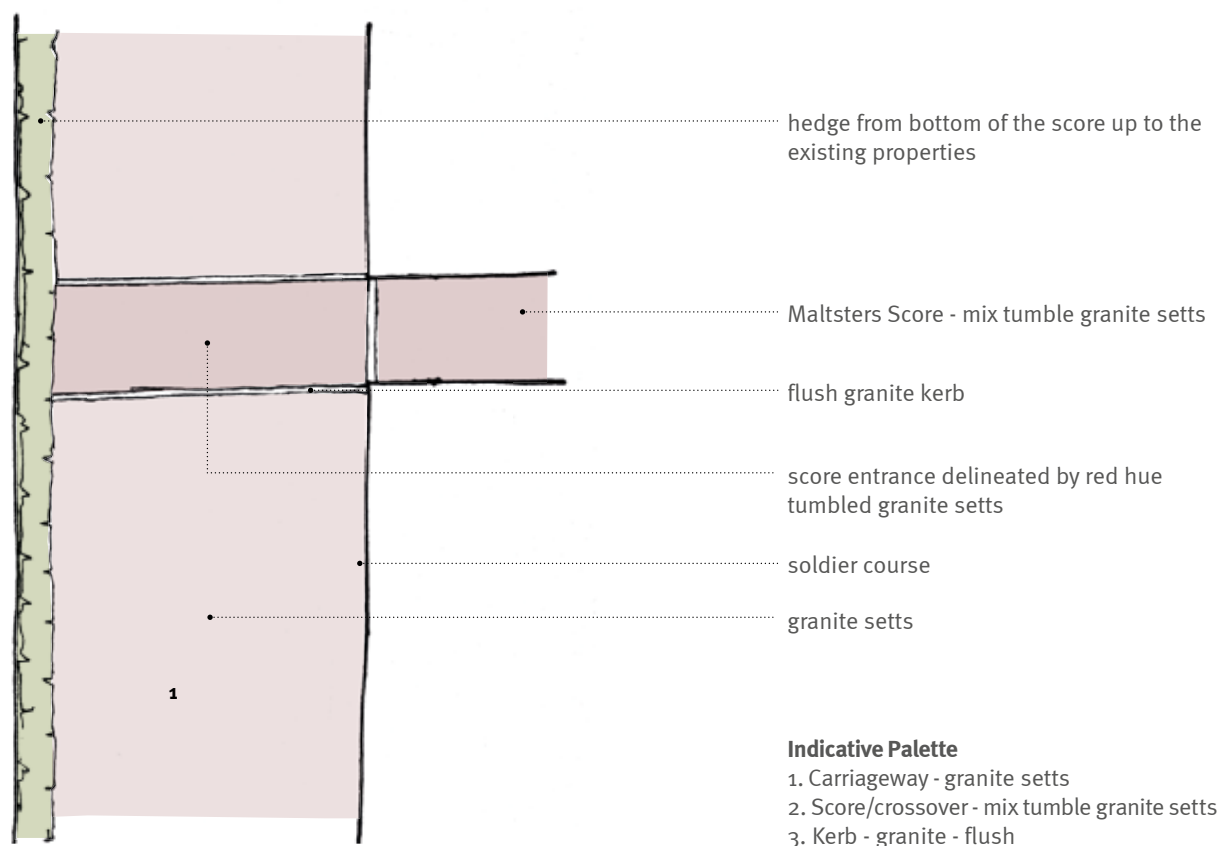 hedge from bottom of the score up to the
existing properties
Maltsters Score - mix tumble granite setts
flush granite kerb
score entrance delineated by red hue
tumbled granite setts
soldier course
granite setts
1
Indicative Palette
1. Carriageway - granite setts
2. Score/crossover - mix tumble granite setts
3. Kerb - granite - flush